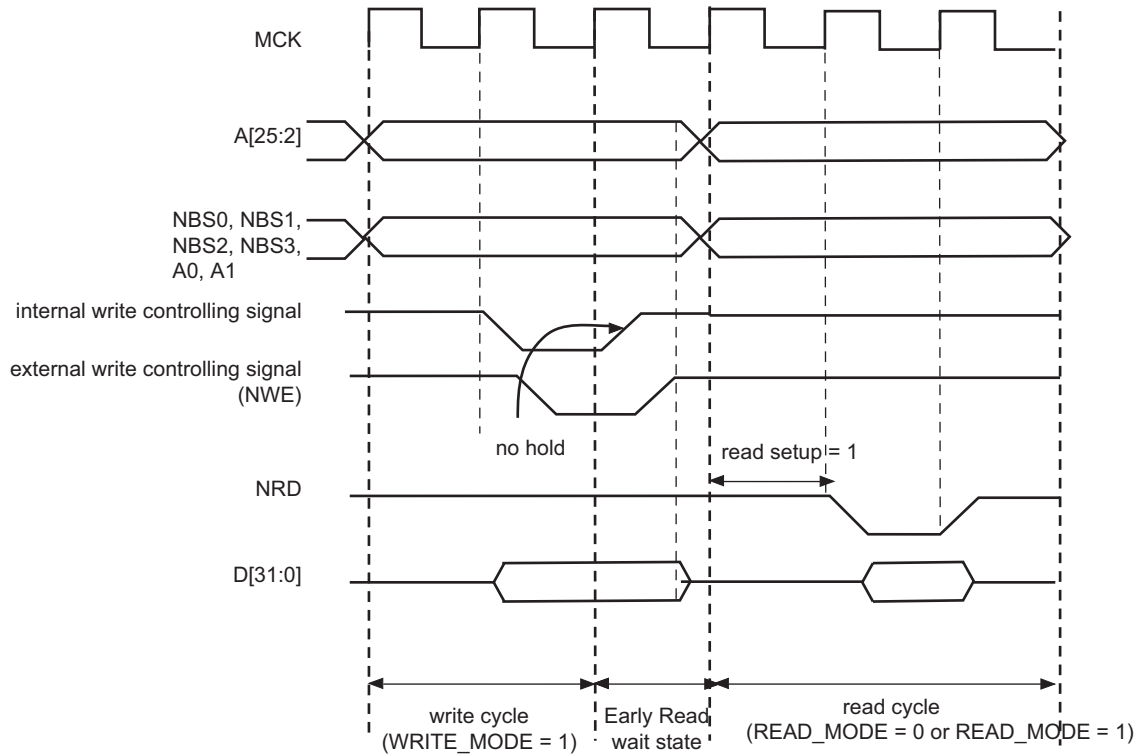 MCK
A[25:2]
NBS0, NBS1,
NBS2, NBS3,
A0, A1
internal write controlling signal
external write controlling signal
(NWE)
no hold
read setup = 1
NRD
D[31:0]
write cycle
(WRITE_MODE = 1)
Early Read
wait state
read cycle
(READ_MODE = 0 or READ_MODE = 1)